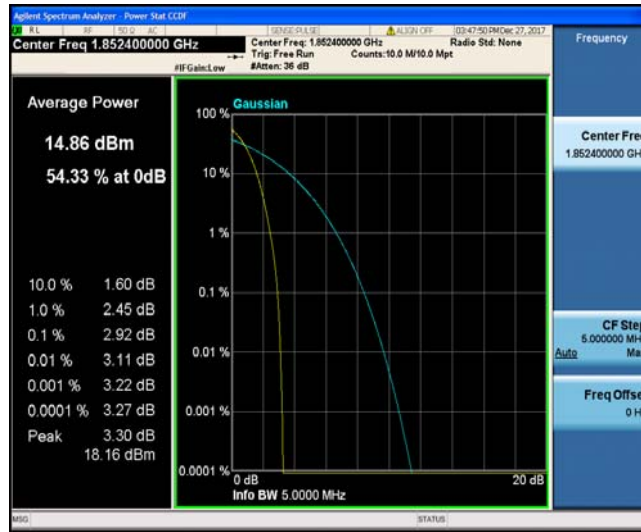 Agilent Spectrum Analyzer - Power Stat CCDF
RL RF 50 Ω AC SENSE:PULSE ALIGN OFF 03:47:50 PM Dec 27, 2017
Center Freq 1.852400000 GHz
Center Freq: 1.852400000 GHz Radio Std: None
Trig: Free Run Counts:10.0 M/10.0 Mpt
#IFGain:Low #Atten: 36 dB
Frequency
Average Power
14.86 dBm
54.33 % at 0dB
10.0 % 1.60 dB
1.0 % 2.45 dB
0.1 % 2.92 dB
0.01 % 3.11 dB
0.001 % 3.22 dB
0.0001 % 3.27 dB
Peak 3.30 dB
18.16 dBm
Gaussian
100 %
10 %
1 %
0.1 %
0.01 %
0.001 %
0.0001 %
0 dB 20 dB
Info BW 5.0000 MHz
Center Fre
1.852400000 GH
CF Ste
5.000000 MH
Auto Ma
Freq Offse
0 H
MSG STATUS